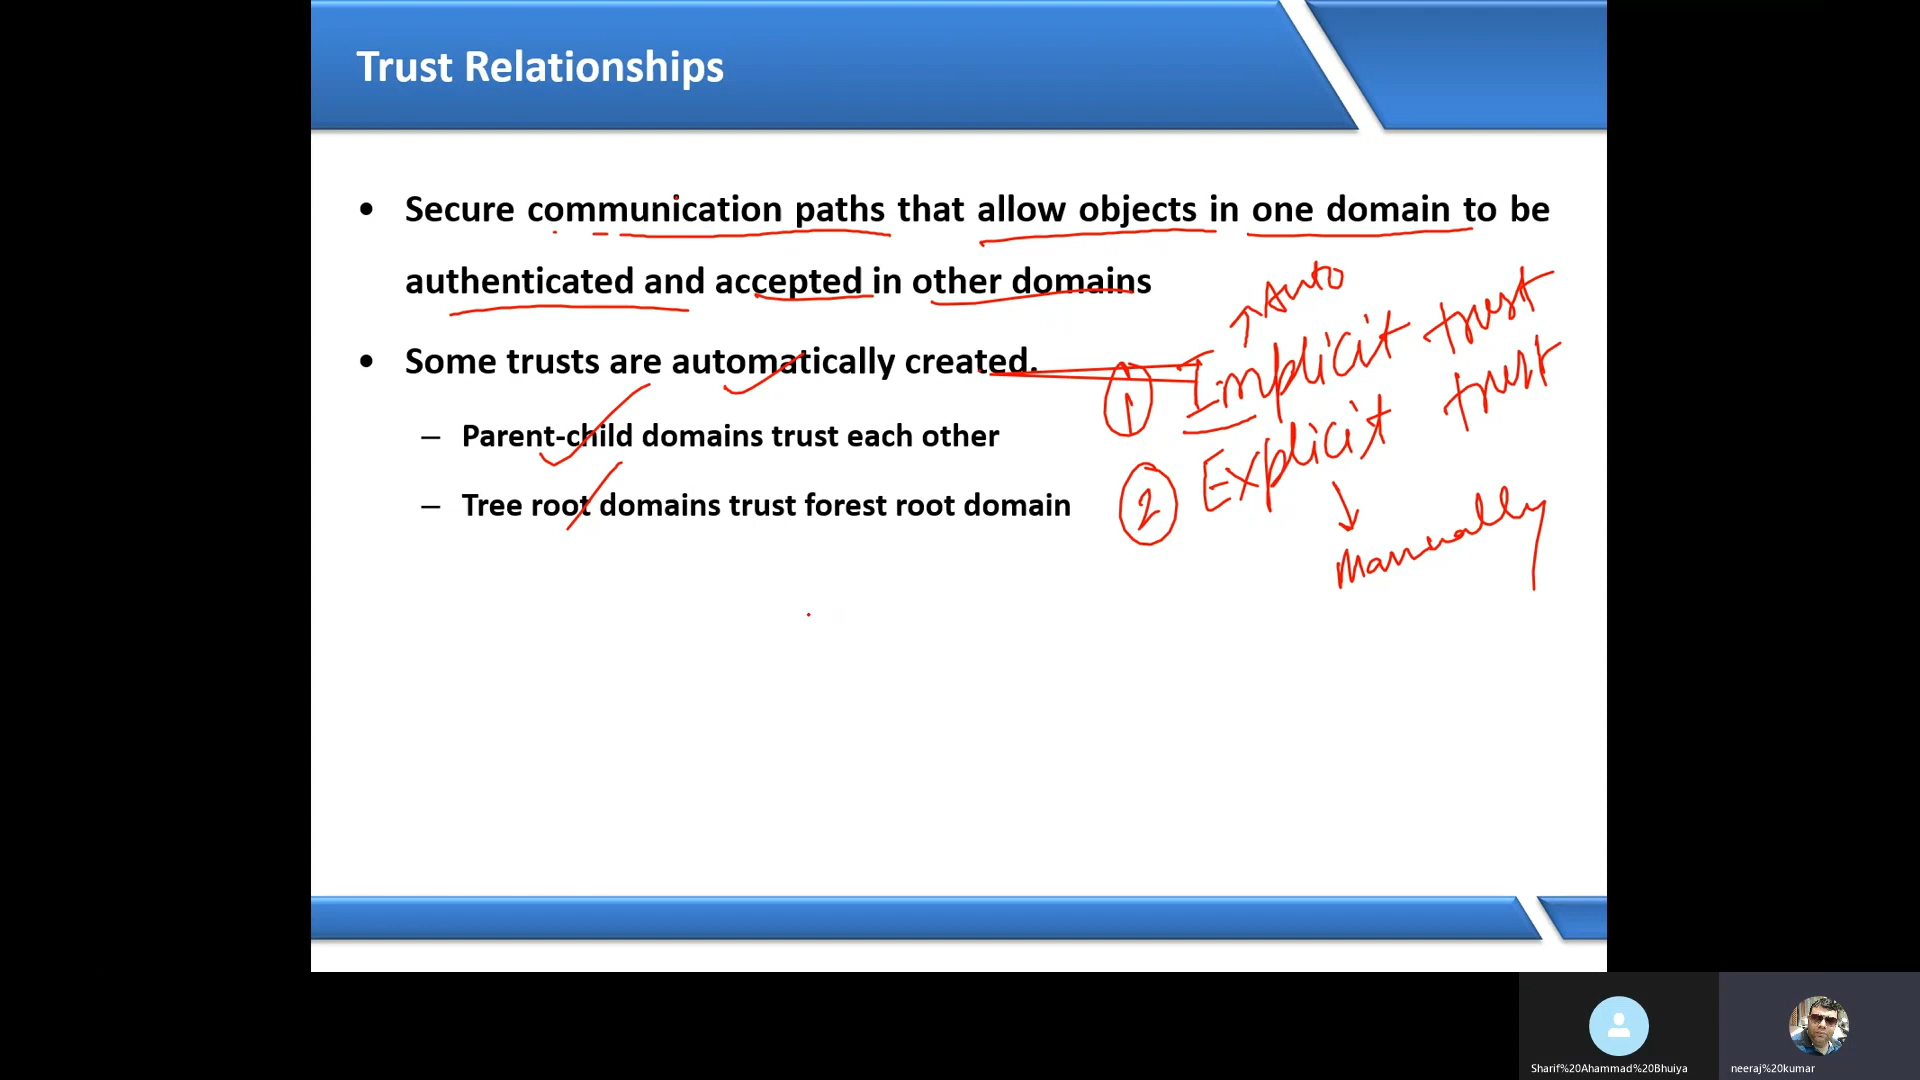 Trust Relationships
• Secure communication paths that allow objects in one domain to be
authenticated and accepted in other domains
↑ Auto
• Some trusts are automatically created.
① Implicit trust
– Parent-child domains trust each other
② Explicit trust
– Tree root domains trust forest root domain
↓
Manually
Sharif%20Ahammad%20Bhuiya
neeraj%20kumar